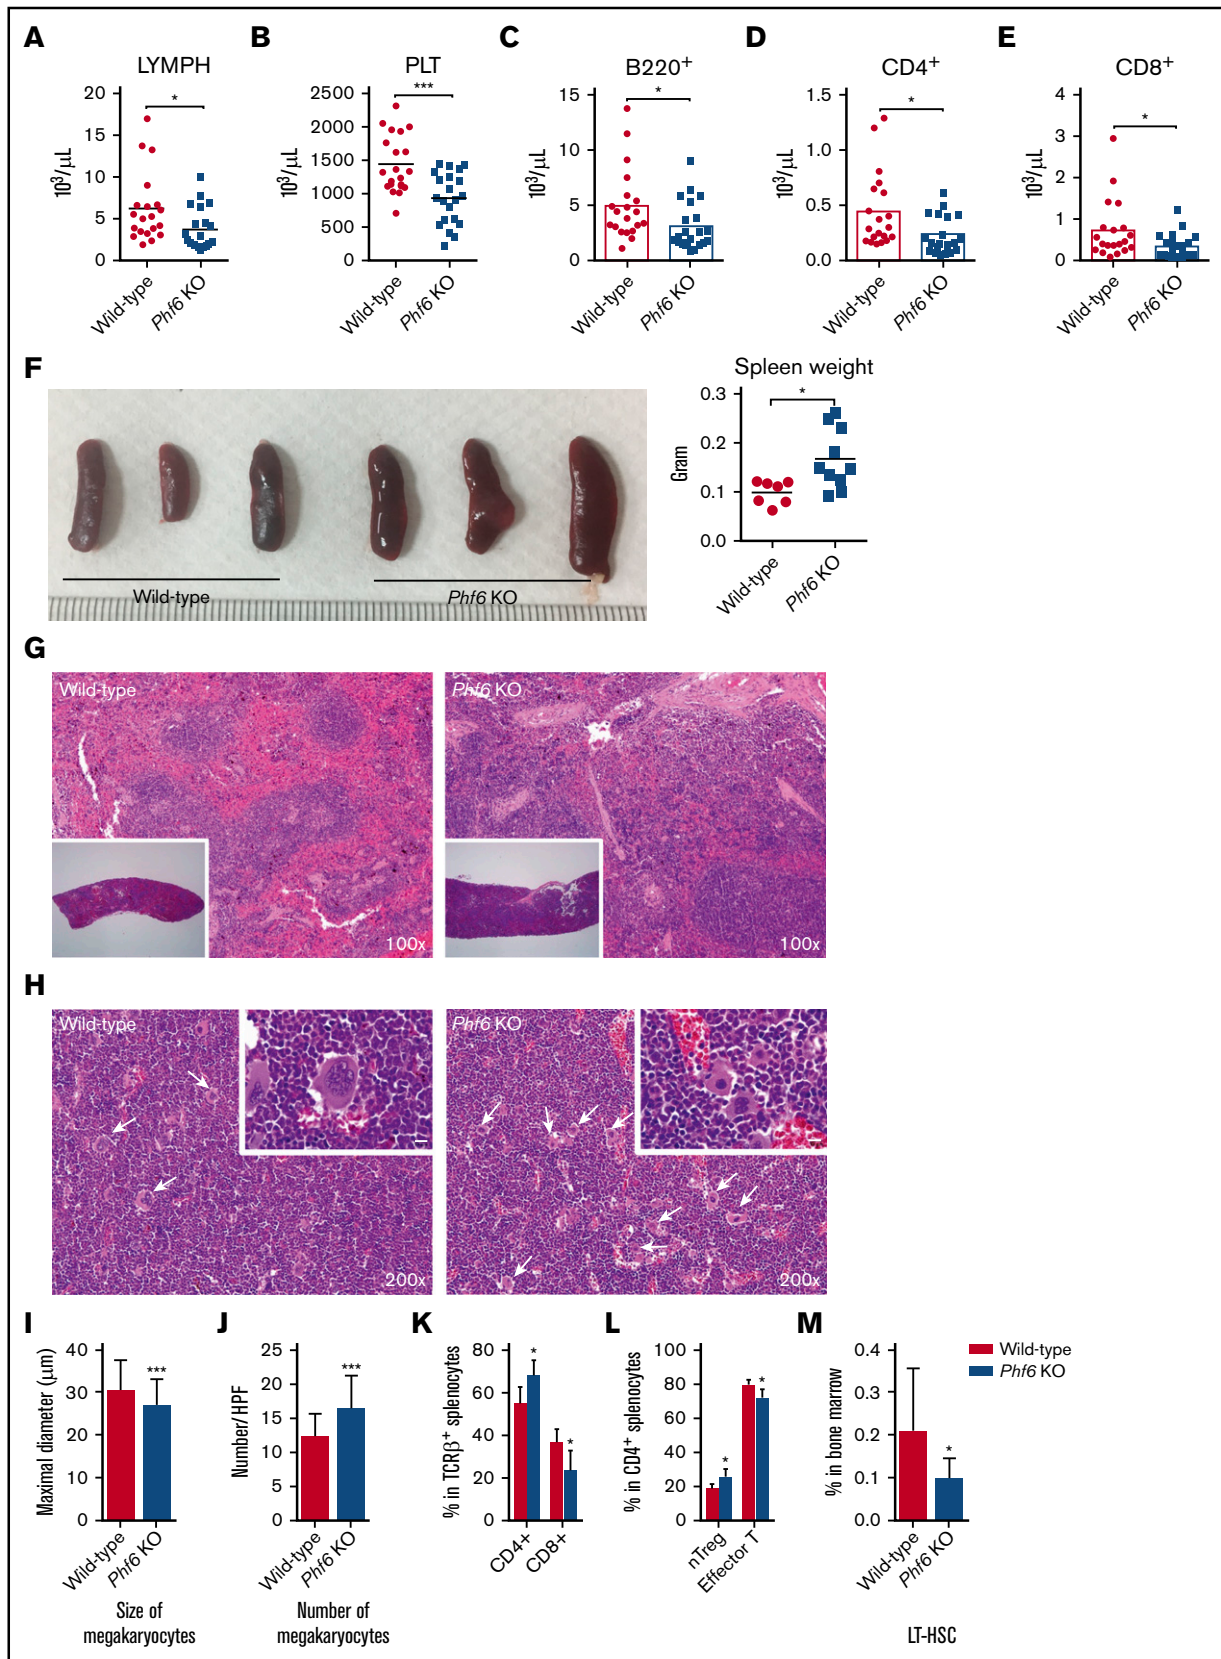 A
LYMPH
*
20
15
10
5
0
10³/μL
Wild-type
Phf6 KO
B
PLT
***
2500
2000
1500
1000
500
0
10³/μL
Wild-type
Phf6 KO
C
B220⁺
*
15
10
5
0
10³/μL
Wild-type
Phf6 KO
D
CD4⁺
*
1.5
1.0
0.5
0.0
10³/μL
Wild-type
Phf6 KO
E
CD8⁺
*
4
3
2
1
0
10³/μL
Wild-type
Phf6 KO
F
Wild-type
Phf6 KO
Spleen weight
*
0.3
0.2
0.1
0.0
Gram
Wild-type
Phf6 KO
G
Wild-type
100x
Phf6 KO
100x
H
Wild-type
200x
Phf6 KO
200x
I
40
30
20
10
0
Maximal diameter (μm)
***
Wild-type
Phf6 KO
Size of
megakaryocytes
J
25
20
15
10
5
0
Number/HPF
***
Wild-type
Phf6 KO
Number of
megakaryocytes
K
80
60
40
20
0
% in TCRβ⁺ splenocytes
*
*
CD4+
CD8+
L
100
80
60
40
20
0
% in CD4⁺ splenocytes
*
*
nTreg
Effector T
M
0.4
0.3
0.2
0.1
0
% in bone marrow
*
Wild-type
Phf6 KO
LT-HSC
Wild-type
Phf6 KO